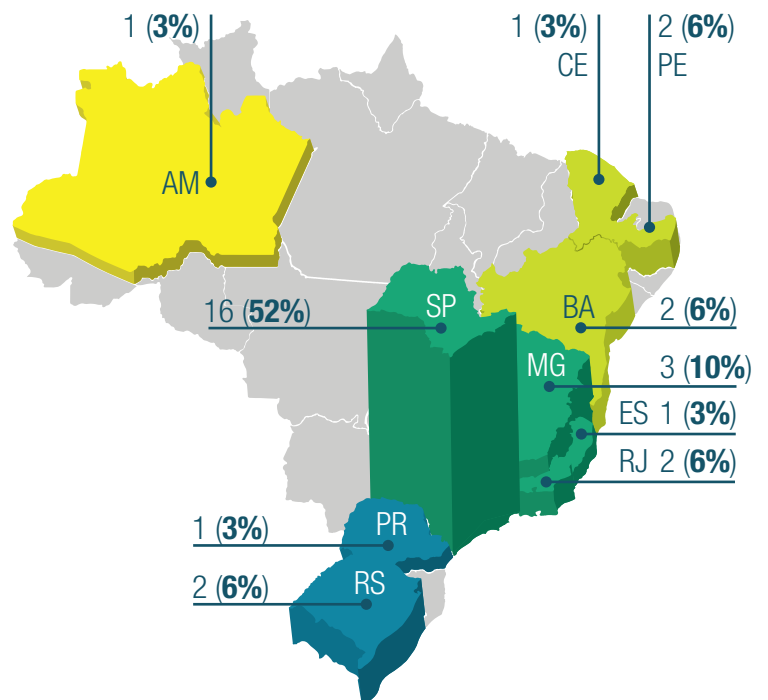 1 (3%)
AM
1 (3%)
CE
2 (6%)
PE
16 (52%)
SP
BA
2 (6%)
MG
3 (10%)
ES 1 (3%)
RJ 2 (6%)
1 (3%)
PR
2 (6%)
RS